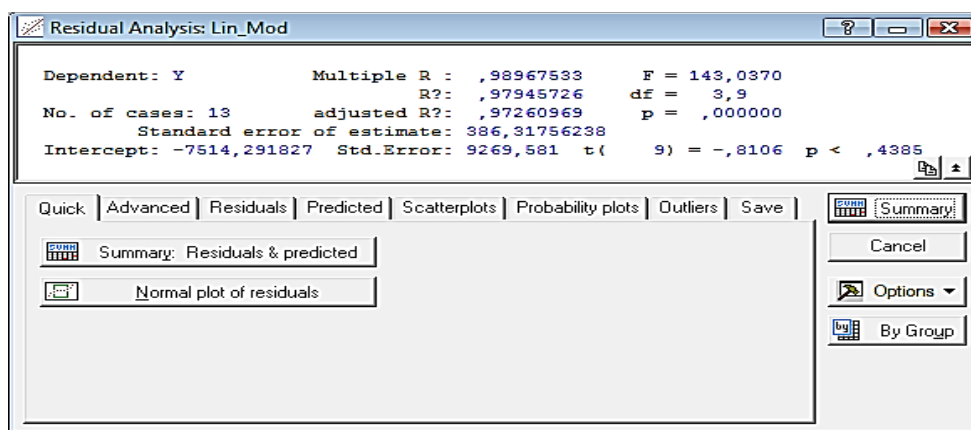 Residual Analysis: Lin_Mod
Dependent: Y Multiple R : ,98967533 F = 143,0370
R?: ,97945726 df = 3,9
No. of cases: 13 adjusted R?: ,97260969 p = ,000000
Standard error of estimate: 386,31756238
Intercept: -7514,291827 Std.Error: 9269,581 t( 9) = -,8106 p < ,4385
Quick Advanced Residuals Predicted Scatterplots Probability plots Outliers Save
Summary
Summary: Residuals & predicted
Cancel
Normal plot of residuals
Options
By Group